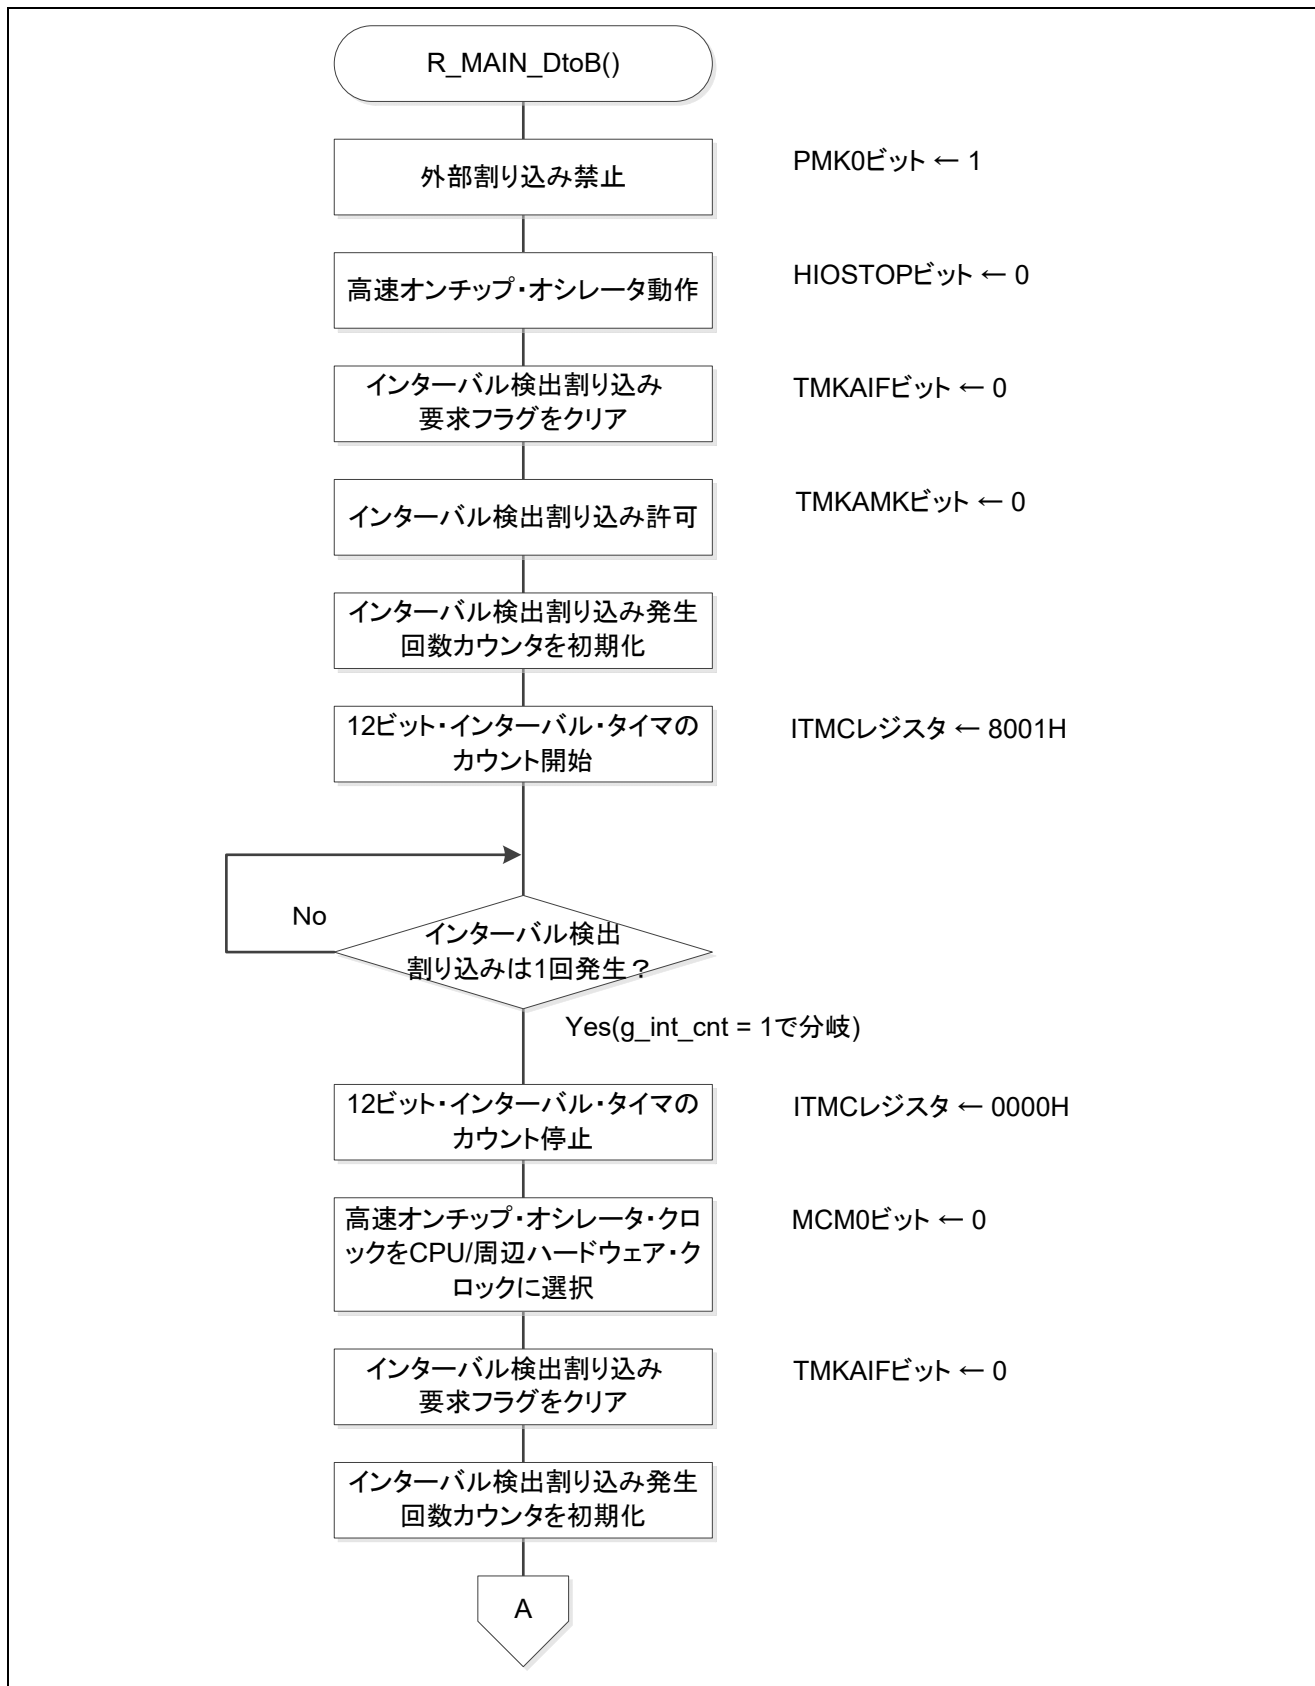 R_MAIN_DtoB()
外部割り込み禁止
PMK0ビット ← 1
高速オンチップ・オシレータ動作
HIOSTOPビット ← 0
インターバル検出割り込み
要求フラグをクリア
TMKAIFビット ← 0
インターバル検出割り込み許可
TMKAMKビット ← 0
インターバル検出割り込み発生
回数カウンタを初期化
12ビット・インターバル・タイマの
カウント開始
ITMCレジスタ ← 8001H
No
インターバル検出
割り込みは1回発生？
Yes(g_int_cnt = 1で分岐)
12ビット・インターバル・タイマの
カウント停止
ITMCレジスタ ← 0000H
高速オンチップ・オシレータ・クロ
ックをCPU/周辺ハードウェア・ク
ロックに選択
MCM0ビット ← 0
インターバル検出割り込み
要求フラグをクリア
TMKAIFビット ← 0
インターバル検出割り込み発生
回数カウンタを初期化
A